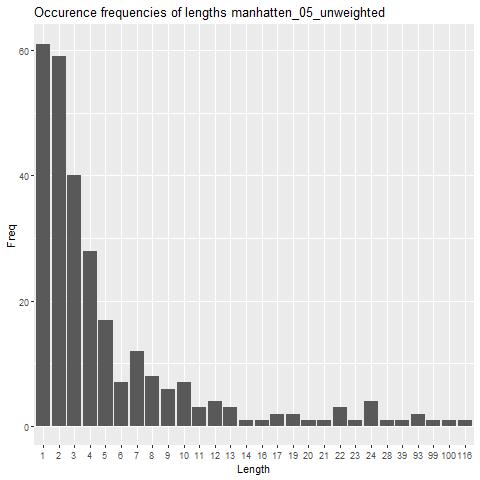 Occurence frequencies of lengths manhatten_05_unweighted
60
40
20
0
Freq
1 2 3 4 5 6 7 8 9 10 11 12 13 14 16 17 19 20 21 22 23 24 28 39 93 99 100 116
Length